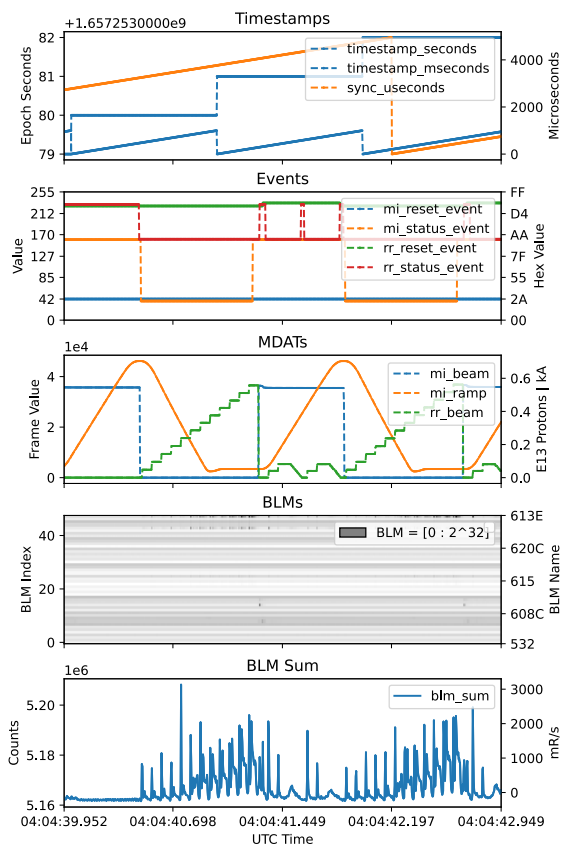 Timestamps
+1.6572530000e9
82
81
80
79
Epoch Seconds
4000
2000
0
Microseconds
timestamp_seconds
timestamp_mseconds
sync_useconds
Events
255
212
170
127
85
42
0
Value
FF
D4
AA
7F
55
2A
00
Hex Value
mi_reset_event
mi_status_event
rr_reset_event
rr_status_event
MDATs
1e4
4
2
0
Frame Value
0.6
0.4
0.2
0.0
E13 Protons | kA
mi_beam
mi_ramp
rr_beam
BLMs
40
20
0
BLM Index
613E
620C
615
608C
532
BLM Name
BLM = [0 : 2^32]
BLM Sum
1e6
5.20
5.18
5.16
Counts
3000
2000
1000
0
mR/s
blm_sum
04:04:39.952 04:04:40.698 04:04:41.449 04:04:42.197 04:04:42.949
UTC Time